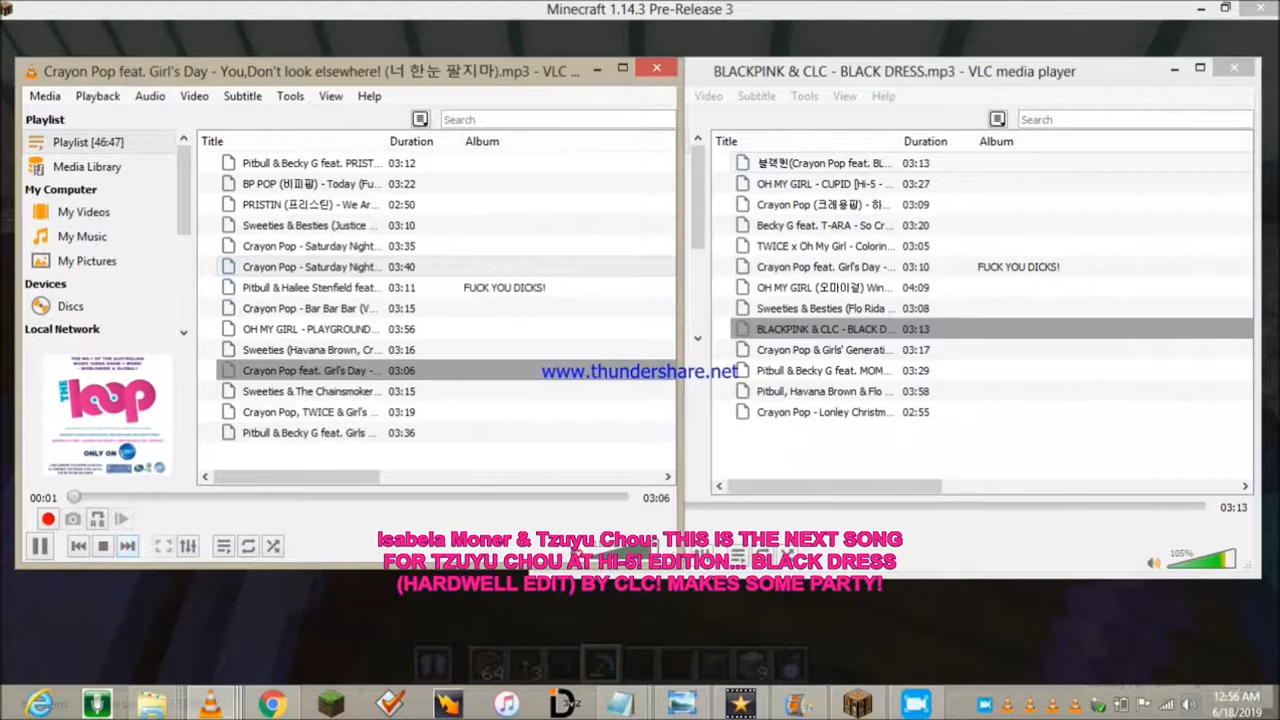 Minecraft 1.14.3 Pre-Release 3
Crayon Pop feat. Girl's Day - You,Don't look elsewhere! (너 한눈 팔지마).mp3 - VLC ...
Media Playback Audio Video Subtitle Tools View Help
Playlist
Search
Playlist [46:47]
Media Library
My Computer
My Videos
My Music
My Pictures
Devices
Discs
Local Network
Title Duration Album
Pitbull & Becky G feat. PRIST... 03:12
BP POP (비피팝) - Today (Fu... 03:22
PRISTIN (프리스틴) - We Ar... 02:50
Sweeties & Besties (Justice ... 03:10
Crayon Pop - Saturday Night... 03:35
Crayon Pop - Saturday Night... 03:40
Pitbull & Hailee Stenfield feat... 03:11 FUCK YOU DICKS!
Crayon Pop - Bar Bar Bar (V... 03:15
OH MY GIRL - PLAYGROUND... 03:56
Sweeties (Havana Brown, Cr... 03:16
Crayon Pop feat. Girl's Day -... 03:06
Sweeties & The Chainsmoker... 03:15
Crayon Pop, TWICE & Girl's ... 03:19
Pitbull & Becky G feat. Girls ... 03:36
THE loop
ONLY ON
00:01 03:06
BLACKPINK & CLC - BLACK DRESS.mp3 - VLC media player
Video Subtitle Tools View Help
Search
Title Duration Album
블랙퀸(Crayon Pop feat. BL... 03:13
OH MY GIRL - CUPID [Hi-5 - ... 03:27
Crayon Pop (크레용팝) - 하... 03:09
Becky G feat. T-ARA - So Cr... 03:20
TWICE x Oh My Girl - Colorin... 03:05
Crayon Pop feat. Girl's Day -... 03:10 FUCK YOU DICKS!
OH MY GIRL (오마이걸) Win... 04:09
Sweeties & Besties (Flo Rida ... 03:08
BLACKPINK & CLC - BLACK D... 03:13
Crayon Pop & Girls' Generati... 03:17
Pitbull & Becky G feat. MOM... 03:29
Pitbull, Havana Brown & Flo ... 03:58
Crayon Pop - Lonley Christm... 02:55
03:13
105%
www.thundershare.net
Isabela Moner & Tzuyu Chou: THIS IS THE NEXT SONG
FOR TZUYU CHOU AT HI-5! EDITION... BLACK DRESS
(HARDWELL EDIT) BY CLC! MAKES SOME PARTY!
64 3 9
12:56 AM
6/18/2019